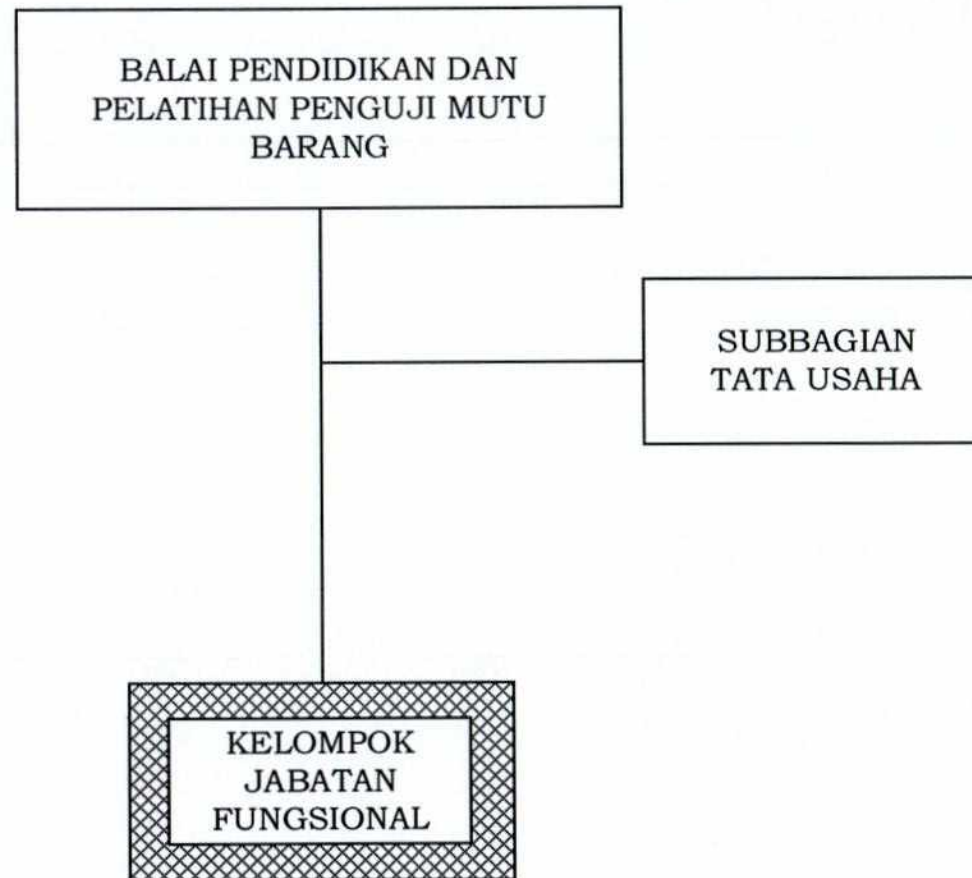 BALAI PENDIDIKAN DAN
PELATIHAN PENGUJI MUTU
BARANG
SUBBAGIAN
TATA USAHA
KELOMPOK
JABATAN
FUNGSIONAL